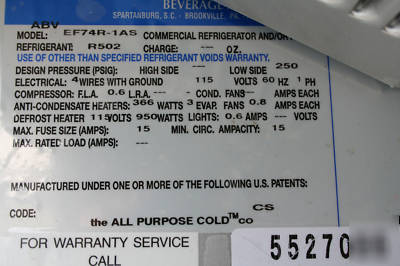 BEVERAGE
SPARTANBURG, S.C. - BROOKVILLE, PA.
ABV
MODEL: EF74R-1AS COMMERCIAL REFRIGERATOR AND/OR
REFRIGERANT R502 CHARGE: --- OZ.
USE OF OTHER THAN SPECIFIED REFRIGERANT VOIDS WARRANTY.
DESIGN PRESSURE (PSIG): HIGH SIDE --- LOW SIDE 250
ELECTRICAL: 4 WIRES WITH GROUND 115 VOLT 60 HZ 1 PH
COMPRESSOR: F.L.A. 0.6 L.R.A. --- COND. FANS --- AMPS EACH
ANTI-CONDENSATE HEATERS: 366 WATTS 3 EVAP. FANS 0.8 AMPS EACH
DEFROST HEATER 115 VOLTS 950 WATTS LIGHTS: 0.6 AMPS --- VOLTS
MAX. FUSE SIZE (AMPS): 15 MIN. CIRC. AMPACITY: 15
MAX. RATED LOAD (AMPS): ---
MANUFACTURED UNDER ONE OR MORE OF THE FOLLOWING U.S. PATENTS:
CODE: CS
the ALL PURPOSE COLD™ co
FOR WARRANTY SERVICE
CALL
55270